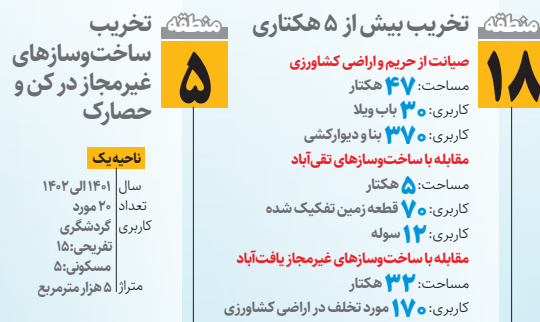 منطقه
۱۸
تخریب بیش از ۵ هکتاری
صیانت از حریم و اراضی کشاورزی
مساحت: ۴۷ هکتار
کاربری: ۳۰ باب ویلا
کاربری: ۳۷۰ بنا و دیوارکشی
مقابله با ساخت‌وسازهای تقی‌آباد
مساحت: ۵ هکتار
کاربری: ۷۰ قطعه زمین تفکیک شده
کاربری: ۱۲ سوله
مقابله با ساخت‌وسازهای غیرمجاز یافت‌آباد
مساحت: ۳۲ هکتار
کاربری: ۱۷۰ مورد تخلف در اراضی کشاورزی
منطقه
۵
تخریب
ساخت‌وسازهای
غیرمجاز در کن و
حصارک
ناحیه یک
سال ۱۴۰۱ الی ۱۴۰۲
تعداد ۲۰ مورد
کاربری گردشگری
تفریحی: ۱۵
مسکونی: ۵
متراژ ۵ هزار مترمربع